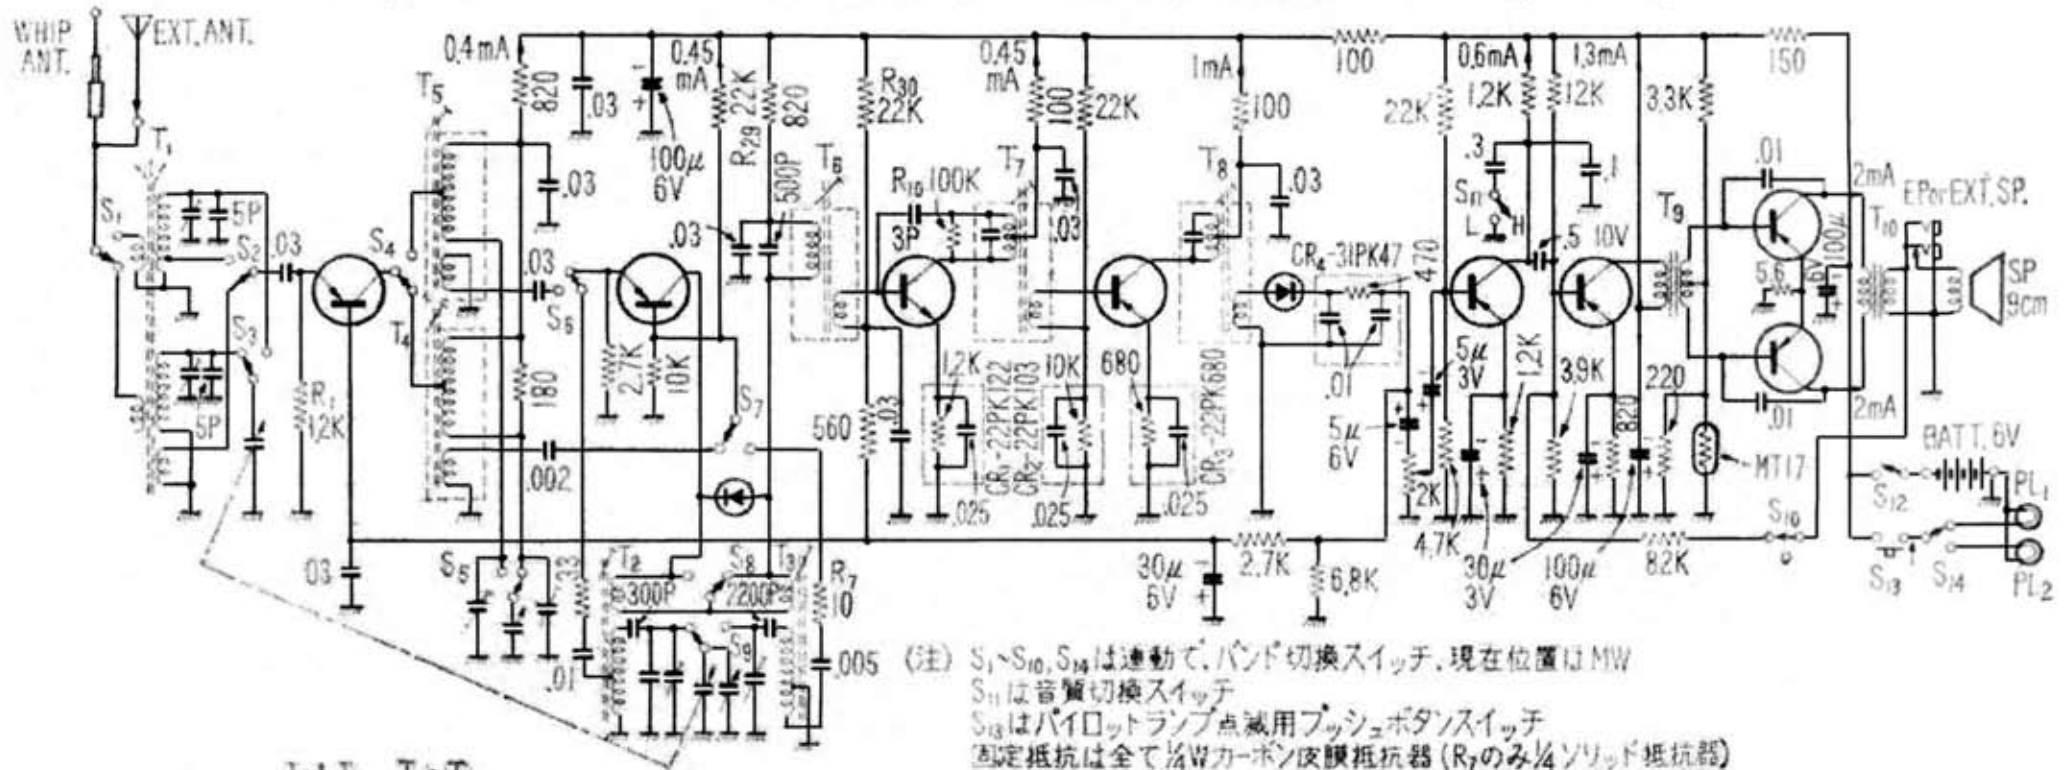 WHIP
ANT.
EXT. ANT.
T₁
S₁
5P
S₂
.03
S₃
5P
R₁
12K
.03
0.4mA
820
.03
T₅
S₄
T₄
.03
.03
S₆
180
.002
S₅
100μ
6V
0.45
mA
R₂₉ 22K
820
500P
.03
T₆
2.7K
10K
S₇
33
.01
T₂
300P
S₈
2200P
T₃
S₉
R₇
10
.005
R₃₀
22K
R₁₀ 100K
3P
560
.03
1.2K
CR₁-22PK122
.025
0.45
mA
100
T₇
.03
22K
10K
CR₂-22PK103
.025
680
CR₃-22PK680
.025
1mA
100
T₈
.03
CR₄-31PK47
470
.01
100
22K
5μ
3V
5μ
6V
2K
4.7K
30μ
6V
2.7K
6.8K
0.6mA
1.2K
.3
S₁₁
L
H
.1
.5
10V
1.2K
30μ
3V
1.3mA
12K
3.9K
820
100μ
6V
3.3K
220
MT17
8.2K
S₁₀
T₉
.01
.01
5.6
6V
100μ
150
2mA
2mA
T₁₀
EP or EXT. SP.
SP
9cm
BATT. 6V
S₁₂
S₁₃
S₁₄
PL₁
PL₂
(注) S₁~S₁₀, S₁₄は連動で、バンド切換スイッチ、現在位置はMW
S₁₁は音質切換スイッチ
S₁₃はパイロットランプ点滅用プッシュボタンスイッチ
固定抵抗は全て¼Wカーボン皮膜抵抗器(R₇のみ¼ソリッド抵抗器)